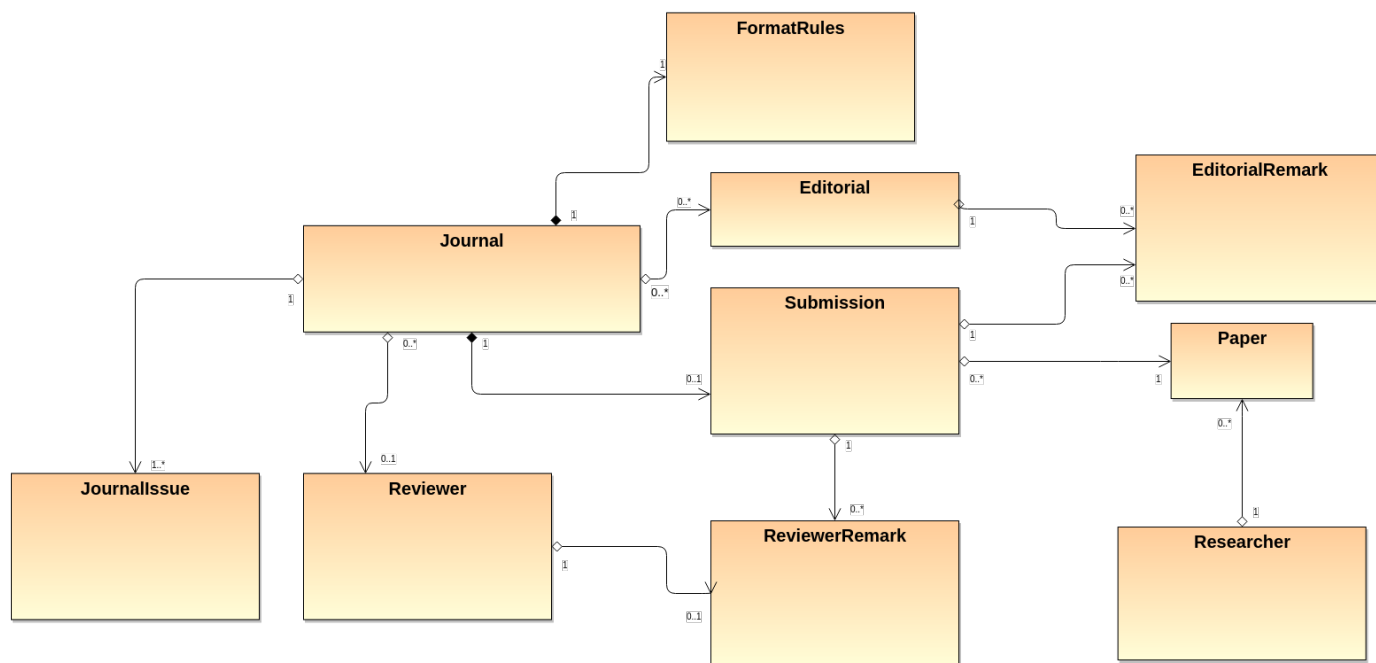 FormatRules
1
EditorialRemark
Editorial
0..*
1
0..*
1
Journal
0..*
1
0..*
Submission
0..*
1
1
Paper
0..*
1
0..*
1
0..1
0..*
1
0..1
1..*
JournalIssue
Reviewer
0..*
1
ReviewerRemark
Researcher
1
0..1